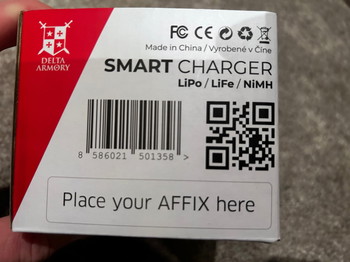 FC CE
Made in China / Vyrobené v Číne
DELTA
ARMORY
SMART CHARGER
LiPo / LiFe / NiMH
8 586021 501358 >
Place your AFFIX here